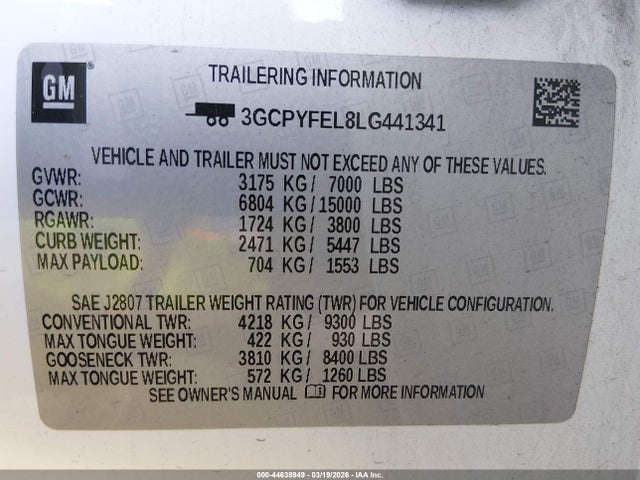 GM®
TRAILERING INFORMATION
3GCPYFEL8LG441341
VEHICLE AND TRAILER MUST NOT EXCEED ANY OF THESE VALUES.
GVWR: 3175 KG/ 7000 LBS
GCWR: 6804 KG/15000 LBS
RGAWR: 1724 KG/ 3800 LBS
CURB WEIGHT: 2471 KG/ 5447 LBS
MAX PAYLOAD: 704 KG/ 1553 LBS
SAE J2807 TRAILER WEIGHT RATING (TWR) FOR VEHICLE CONFIGURATION.
CONVENTIONAL TWR: 4218 KG/ 9300 LBS
MAX TONGUE WEIGHT: 422 KG/ 930 LBS
GOOSENECK TWR: 3810 KG/ 8400 LBS
MAX TONGUE WEIGHT: 572 KG/ 1260 LBS
SEE OWNER'S MANUAL FOR MORE INFORMATION
000-44638949 - 03/19/2026 - IAA Inc.